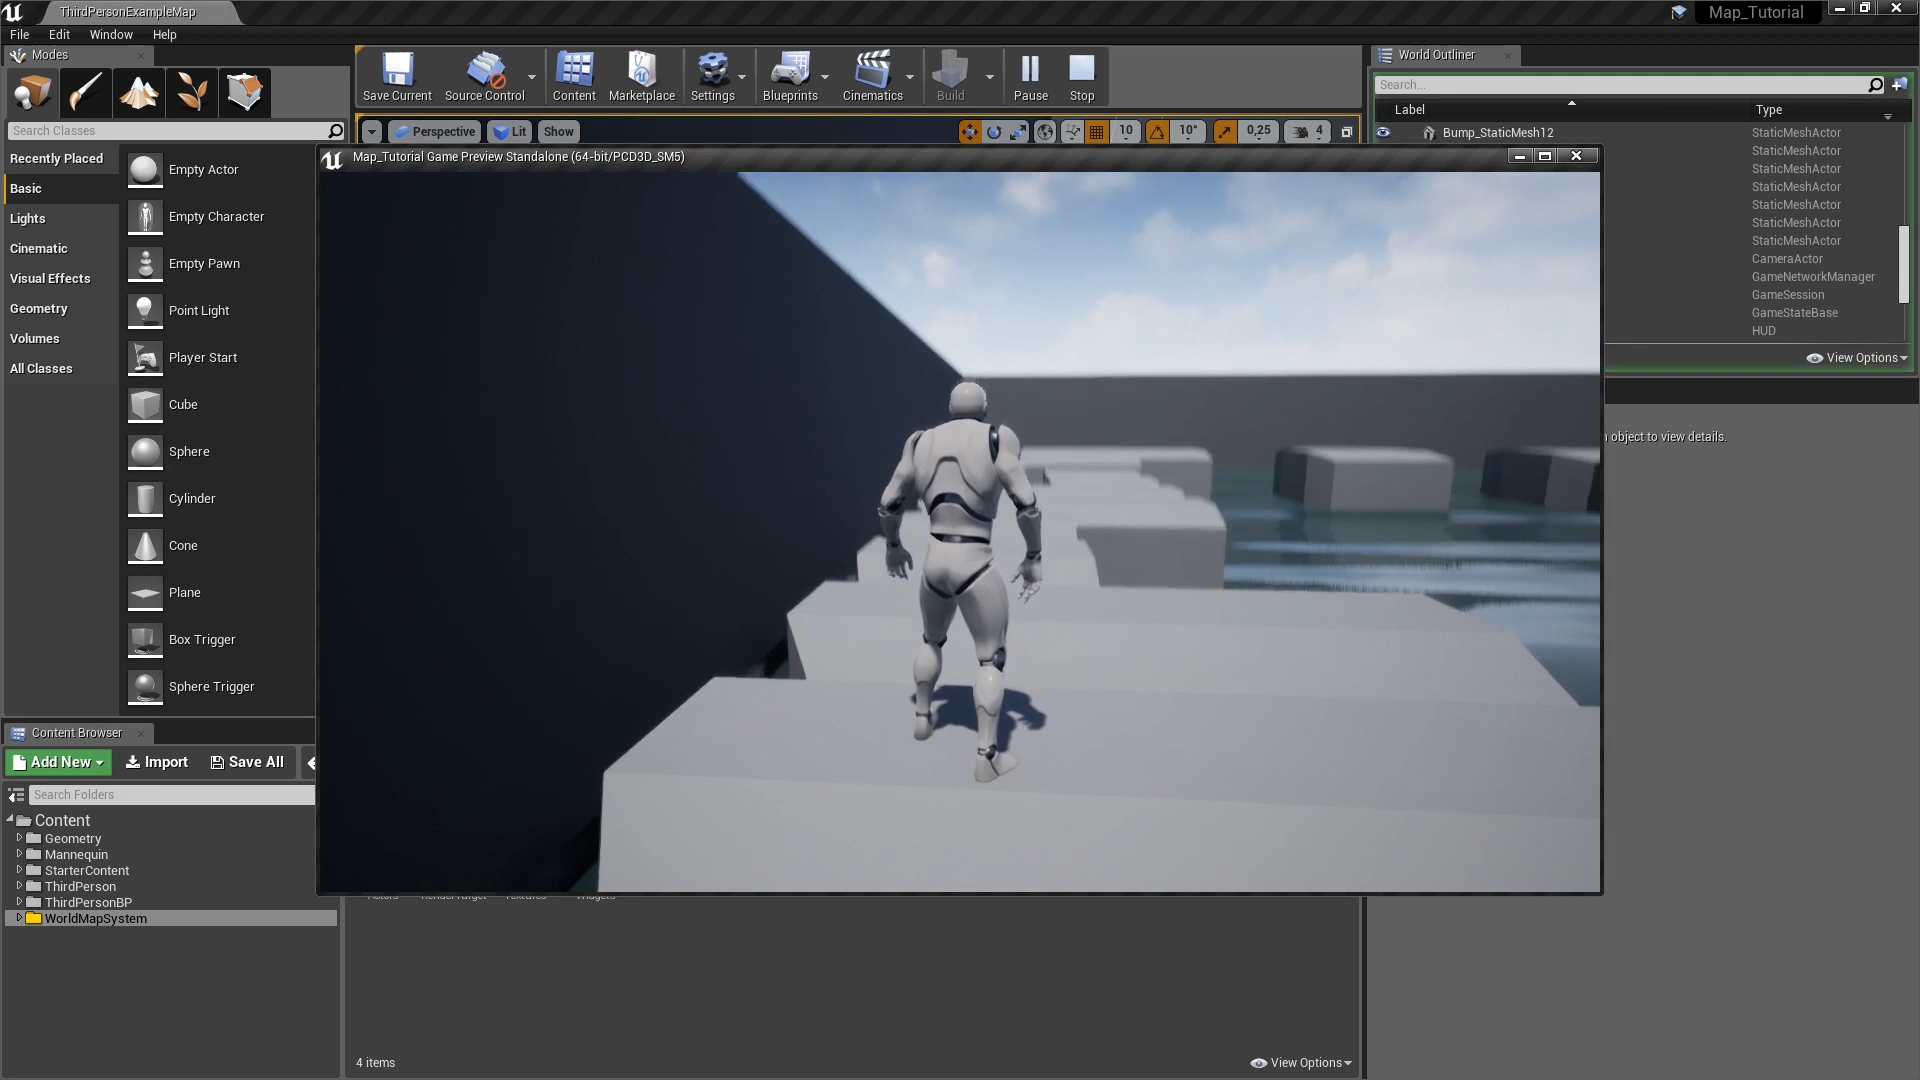 ThirdPersonExampleMap
Map_Tutorial
File Edit Window Help
Modes
World Outliner
Save Current Source Control Content Marketplace Settings Blueprints Cinematics Build Pause Stop
Search...
Label Type
Search Classes
Perspective Lit Show 10 10° 0,25 4
Bump_StaticMesh12 StaticMeshActor
StaticMeshActor
StaticMeshActor
StaticMeshActor
StaticMeshActor
StaticMeshActor
StaticMeshActor
CameraActor
GameNetworkManager
GameSession
GameStateBase
HUD
View Options
object to view details.
Map_Tutorial Game Preview Standalone (64-bit/PCD3D_SM5)
Recently Placed
Basic
Lights
Cinematic
Visual Effects
Geometry
Volumes
All Classes
Empty Actor
Empty Character
Empty Pawn
Point Light
Player Start
Cube
Sphere
Cylinder
Cone
Plane
Box Trigger
Sphere Trigger
Content Browser
Add New Import Save All
Search Folders
Content
Geometry
Mannequin
StarterContent
ThirdPerson
ThirdPersonBP
WorldMapSystem
4 items
View Options